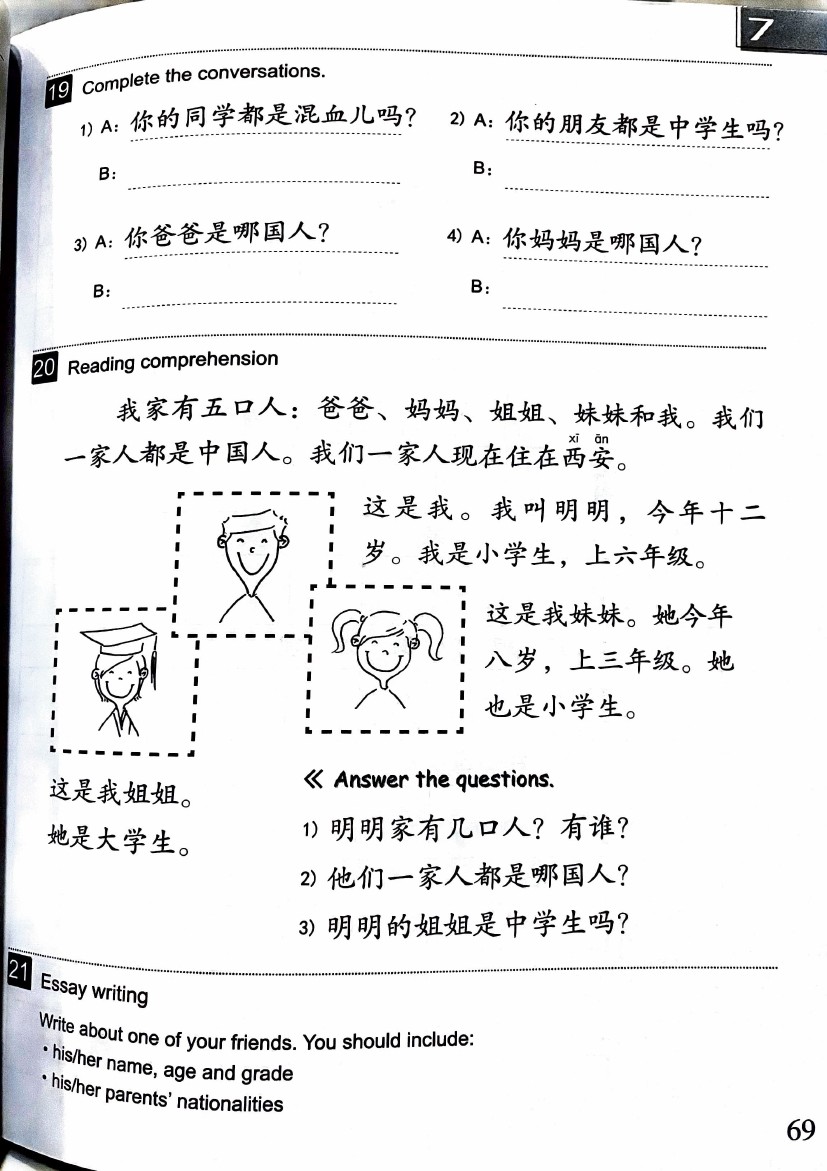 7
19 Complete the conversations.
1) A: 你的同学都是混血儿吗?
B:
2) A: 你的朋友都是中学生吗?
B:
3) A: 你爸爸是哪国人?
B:
4) A: 你妈妈是哪国人?
B:
20 Reading comprehension
我家有五口人：爸爸、妈妈、姐姐、妹妹和我。我们
xī ān
一家人都是中国人。我们一家人现在住在西安。
这是我。我叫明明，今年十二
岁。我是小学生，上六年级。
这是我妹妹。她今年
八岁，上三年级。她
也是小学生。
这是我姐姐。
她是大学生。
≪ Answer the questions.
1) 明明家有几口人? 有谁?
2) 他们一家人都是哪国人?
3) 明明的姐姐是中学生吗?
21 Essay writing
Write about one of your friends. You should include:
• his/her name, age and grade
• his/her parents' nationalities
69